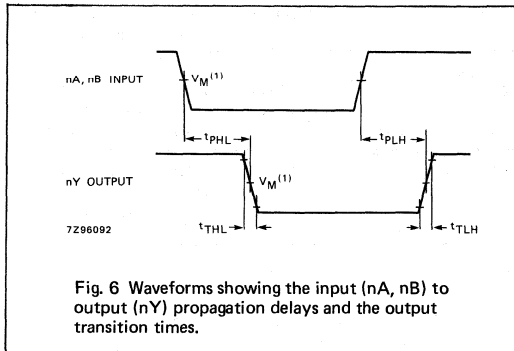 nA, nB INPUT
VM(1)
tPHL
tPLH
nY OUTPUT
VM(1)
7Z96092
tTHL
tTLH
Fig. 6 Waveforms showing the input (nA, nB) to
output (nY) propagation delays and the output
transition times.